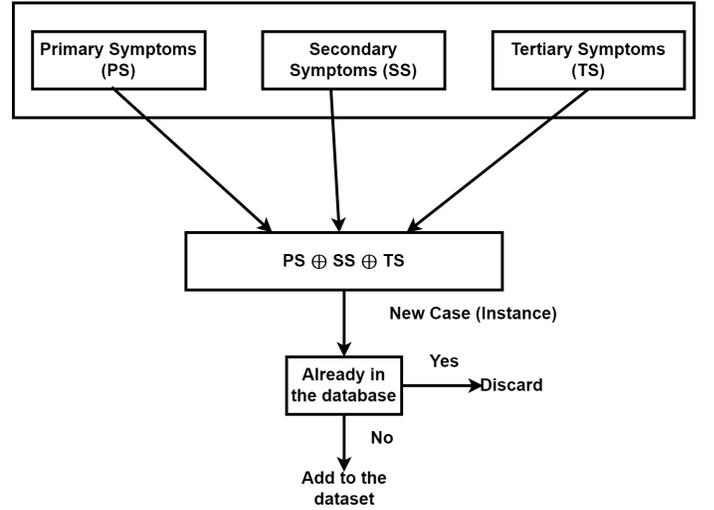 Primary Symptoms
(PS)
Secondary
Symptoms (SS)
Tertiary Symptoms
(TS)
PS ⊕ SS ⊕ TS
New Case (Instance)
Already in
the database
Yes
Discard
No
Add to the
dataset